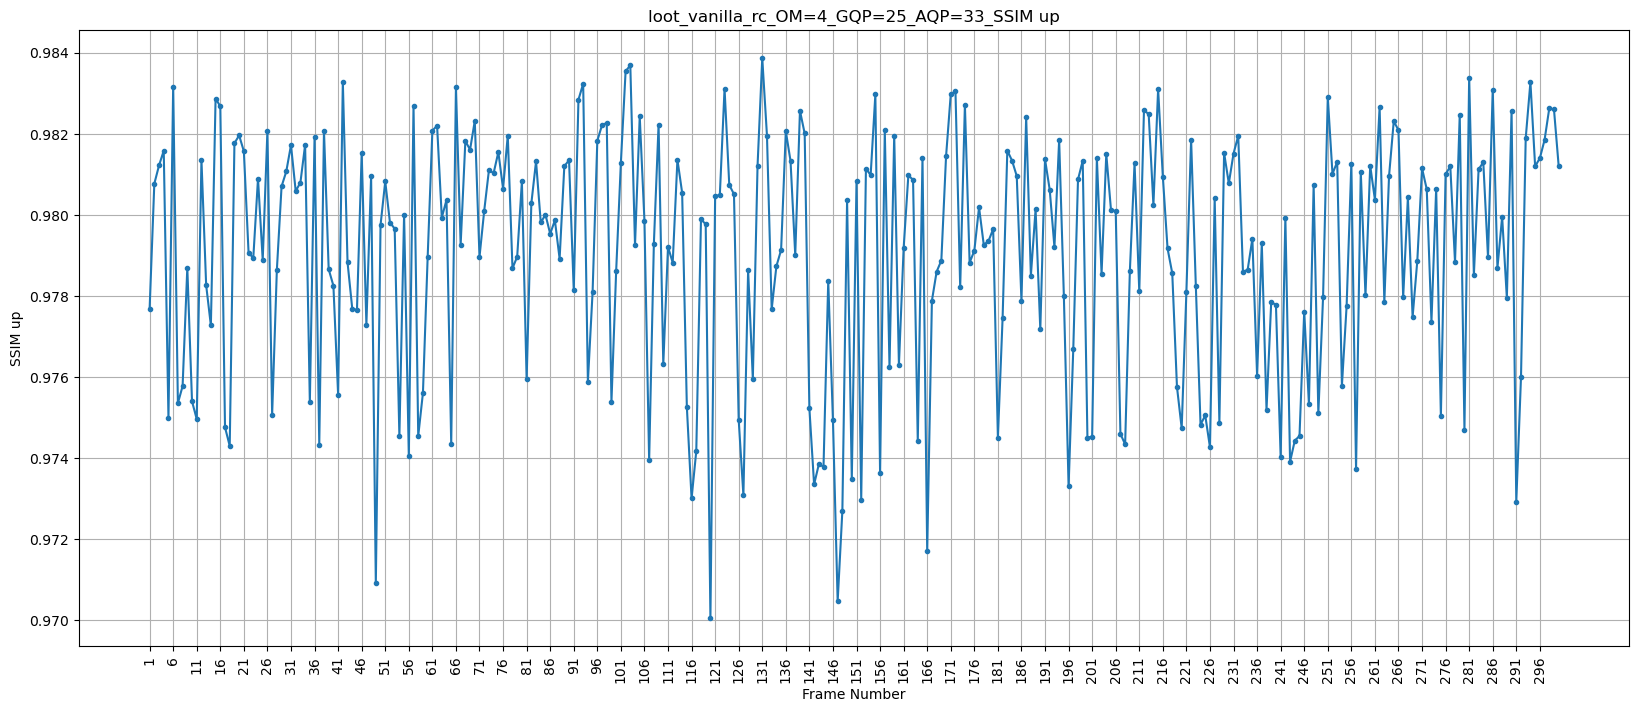 loot_vanilla_rc_OM=4_GQP=25_AQP=33_SSIM up
0.984
0.982
0.980
0.978
0.976
0.974
0.972
0.970
SSIM up
1 6 11 16 21 26 31 36 41 46 51 56 61 66 71 76 81 86 91 96 101 106 111 116 121 126 131 136 141 146 151 156 161 166 171 176 181 186 191 196 201 206 211 216 221 226 231 236 241 246 251 256 261 266 271 276 281 286 291 296
Frame Number